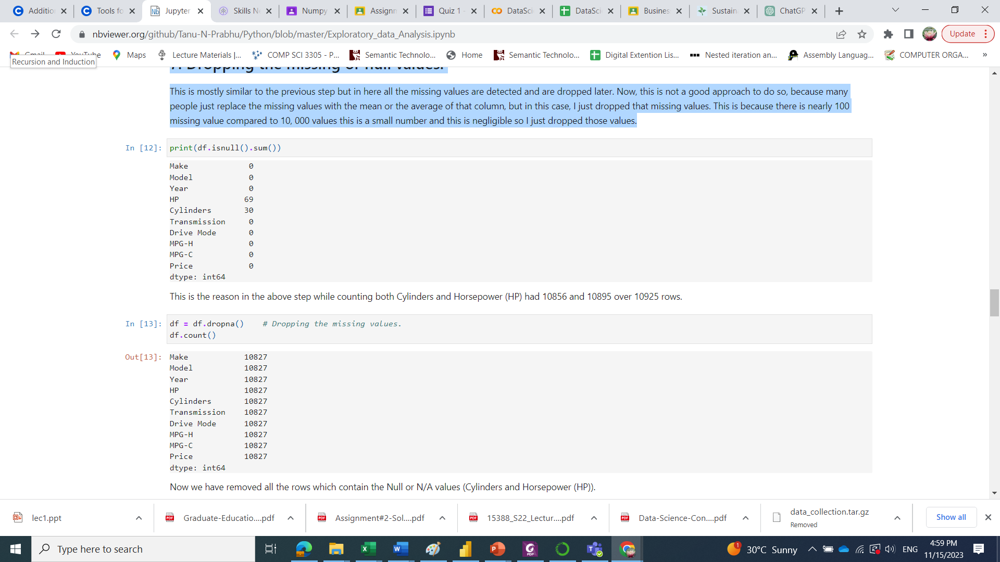 Additio
Tools fo
Jupyter
Skills N
Numpy
Assignm
Quiz 1 -
DataSci
DataSci
Busines
Sustain
ChatGP
nbviewer.org/github/Tanu-N-Prabhu/Python/blob/master/Exploratory_data_Analysis.ipynb
Update
Gmail
YouTube
Maps
Lecture Materials |...
COMP SCI 3305 - P...
Semantic Technolo...
Home
Semantic Technolo...
Digital Extention Lis...
Nested iteration an...
Assembly Languag...
COMPUTER ORGA...
»
Recursion and Induction
7. Dropping the missing or null values.
This is mostly similar to the previous step but in here all the missing values are detected and are dropped later. Now, this is not a good approach to do so, because many
people just replace the missing values with the mean or the average of that column, but in this case, I just dropped that missing values. This is because there is nearly 100
missing value compared to 10, 000 values this is a small number and this is negligible so I just dropped those values.
In [12]: print(df.isnull().sum())
Make 0
Model 0
Year 0
HP 69
Cylinders 30
Transmission 0
Drive Mode 0
MPG-H 0
MPG-C 0
Price 0
dtype: int64
This is the reason in the above step while counting both Cylinders and Horsepower (HP) had 10856 and 10895 over 10925 rows.
In [13]: df = df.dropna() # Dropping the missing values.
df.count()
Out[13]: Make 10827
Model 10827
Year 10827
HP 10827
Cylinders 10827
Transmission 10827
Drive Mode 10827
MPG-H 10827
MPG-C 10827
Price 10827
dtype: int64
Now we have removed all the rows which contain the Null or N/A values (Cylinders and Horsepower (HP)).
lec1.ppt
Graduate-Educatio....pdf
Assignment#2-Sol....pdf
15388_S22_Lectur....pdf
Data-Science-Con....pdf
data_collection.tar.gz
Removed
Show all
Type here to search
30°C Sunny
ENG
4:59 PM
11/15/2023